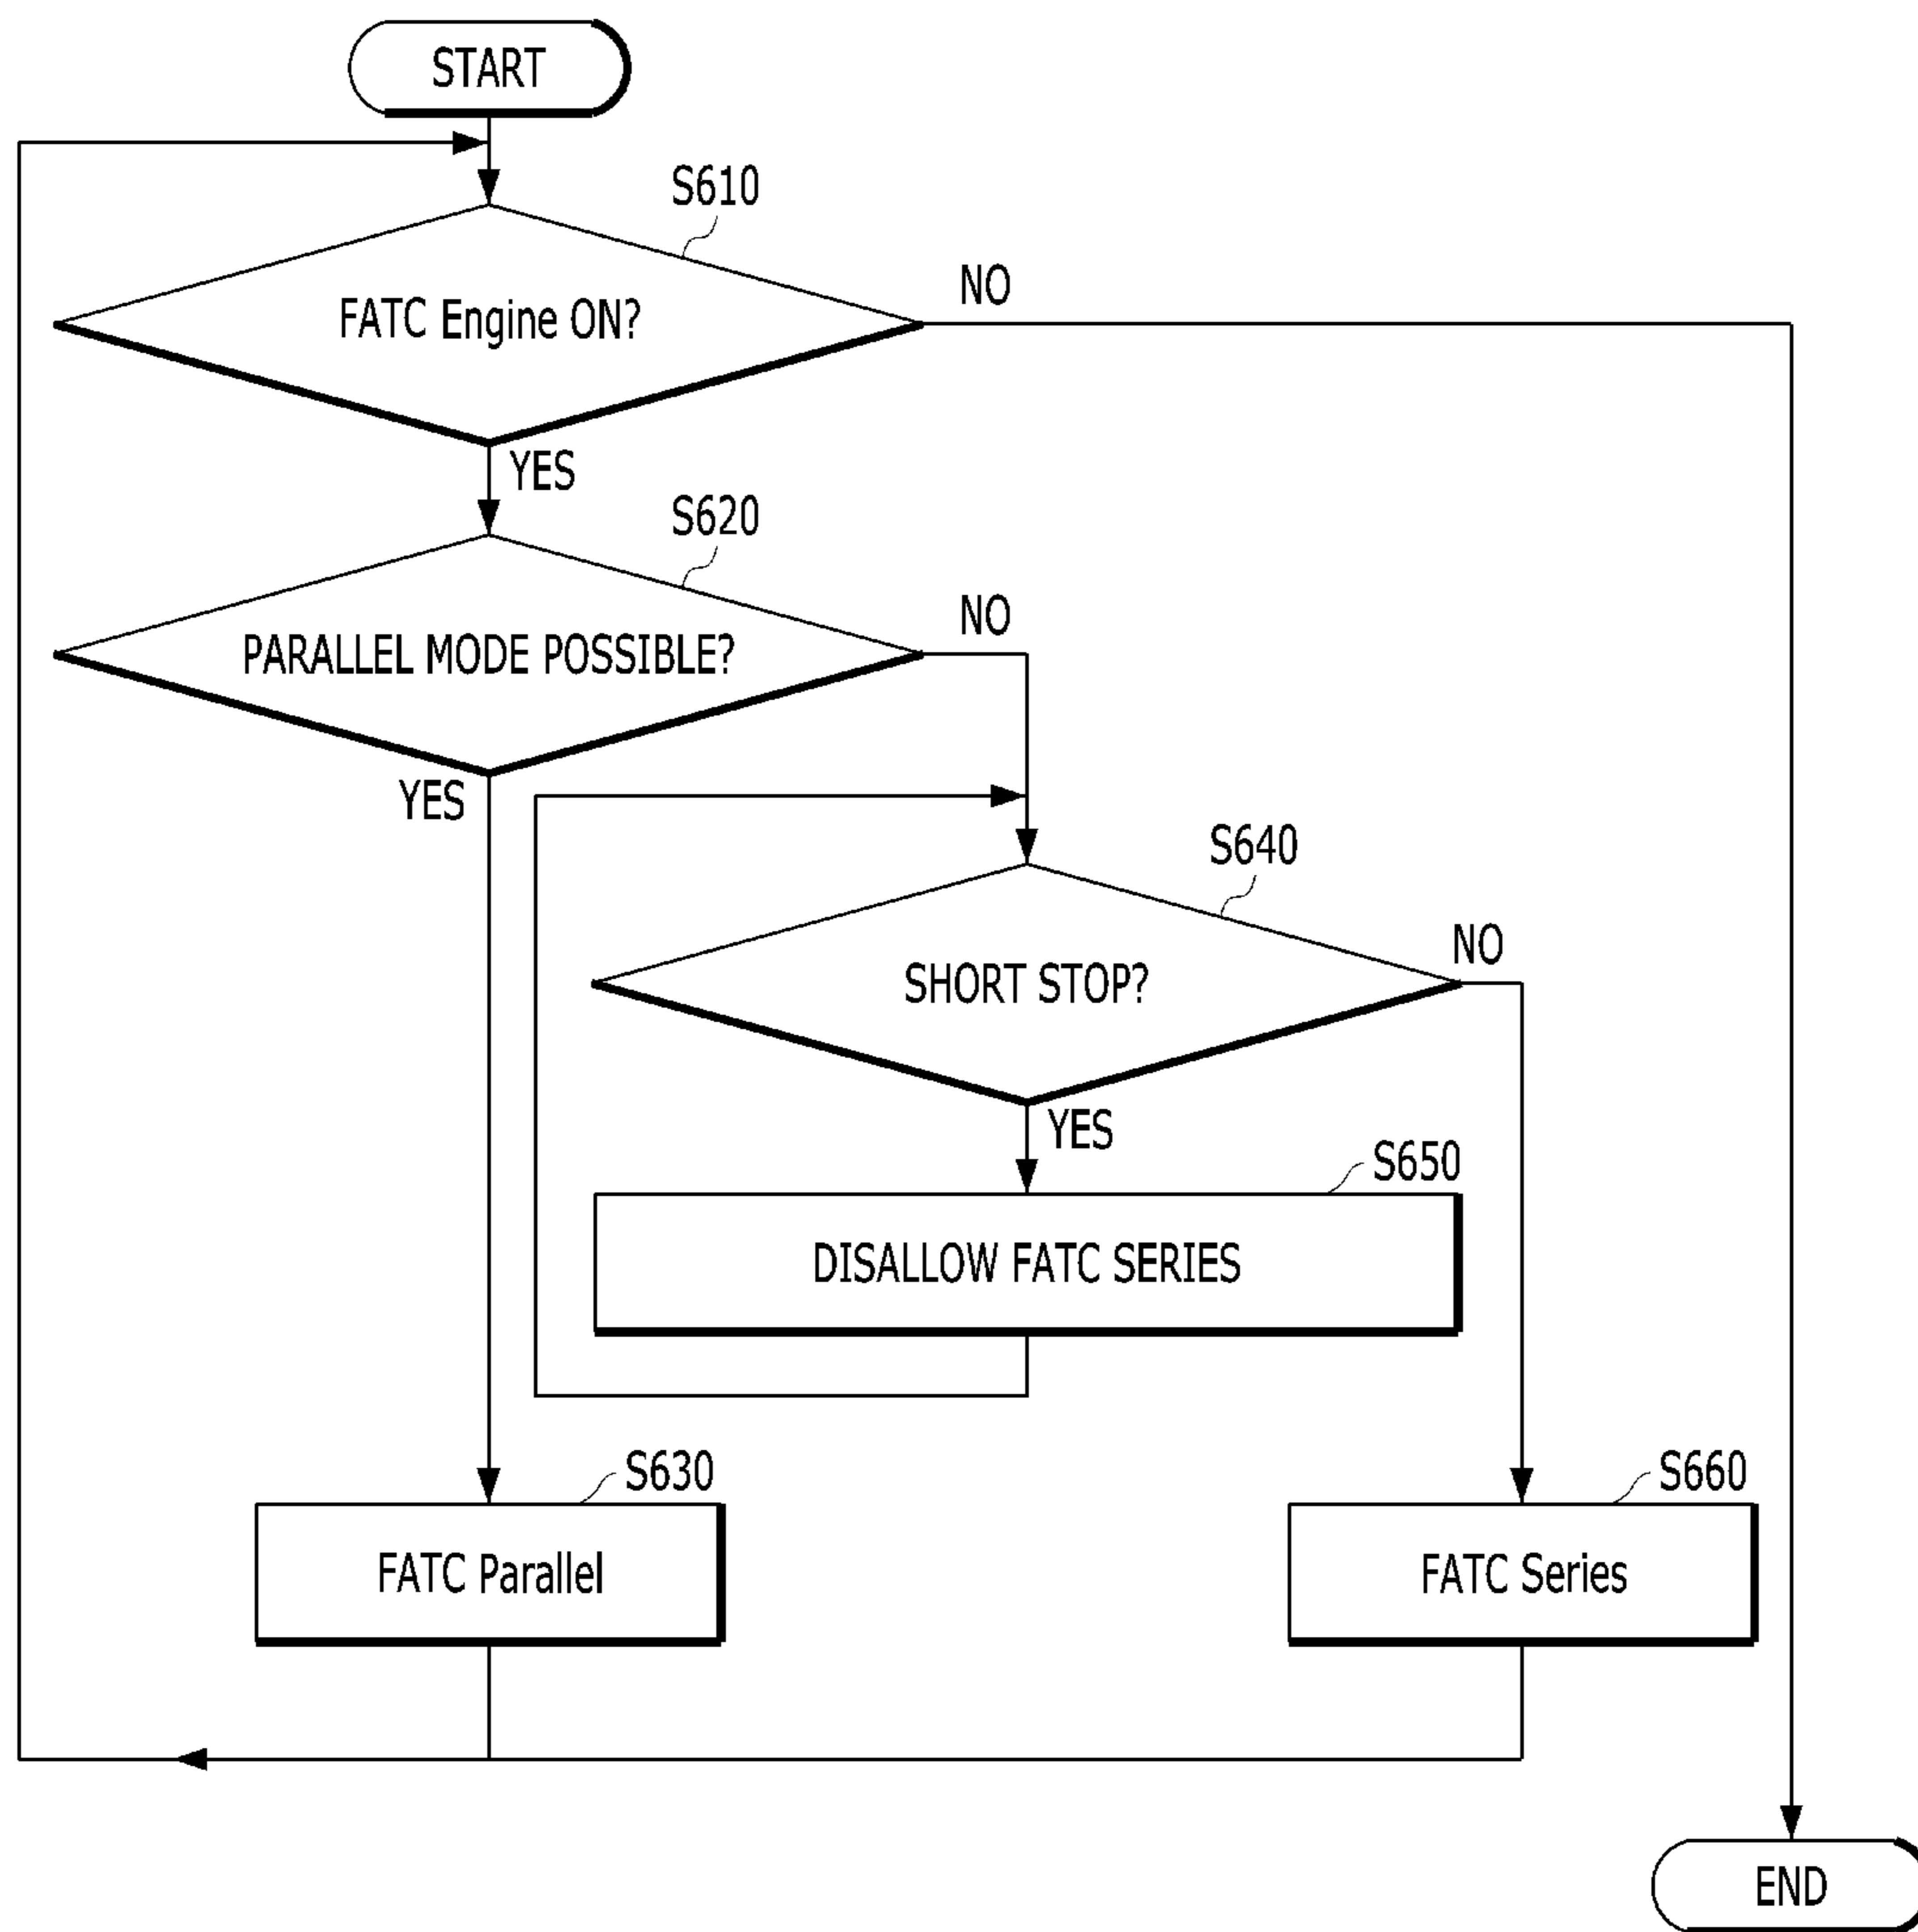 START
S610
FATC Engine ON?
NO
YES
S620
PARALLEL MODE POSSIBLE?
NO
YES
S640
SHORT STOP?
NO
YES
S650
DISALLOW FATC SERIES
S630
FATC Parallel
S660
FATC Series
END